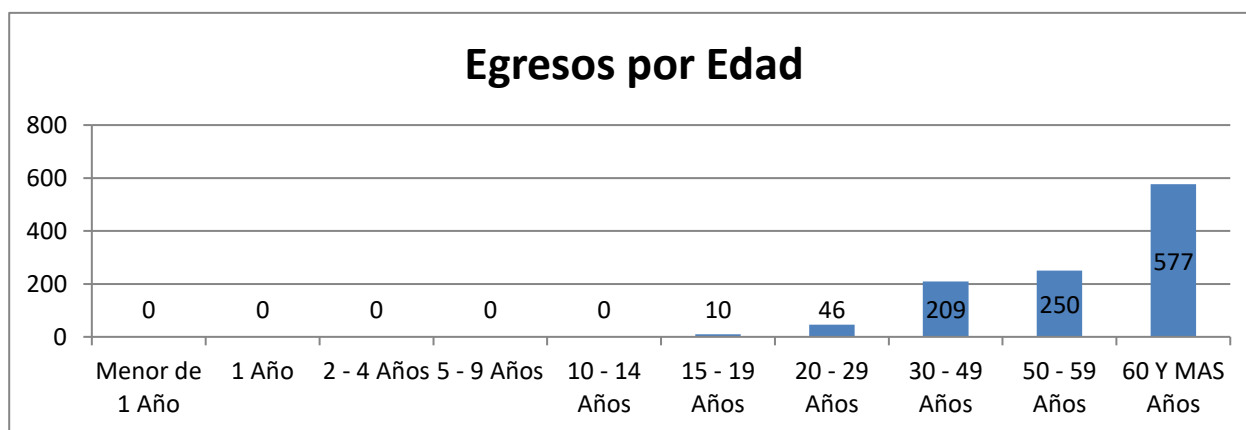 Egresos por Edad
800
600
400
200
0
0 0 0 0 0 10 46 209 250 577
Menor de 1 Año 2 - 4 Años 5 - 9 Años 10 - 14 15 - 19 20 - 29 30 - 49 50 - 59 60 Y MAS
1 Año Años Años Años Años Años Años